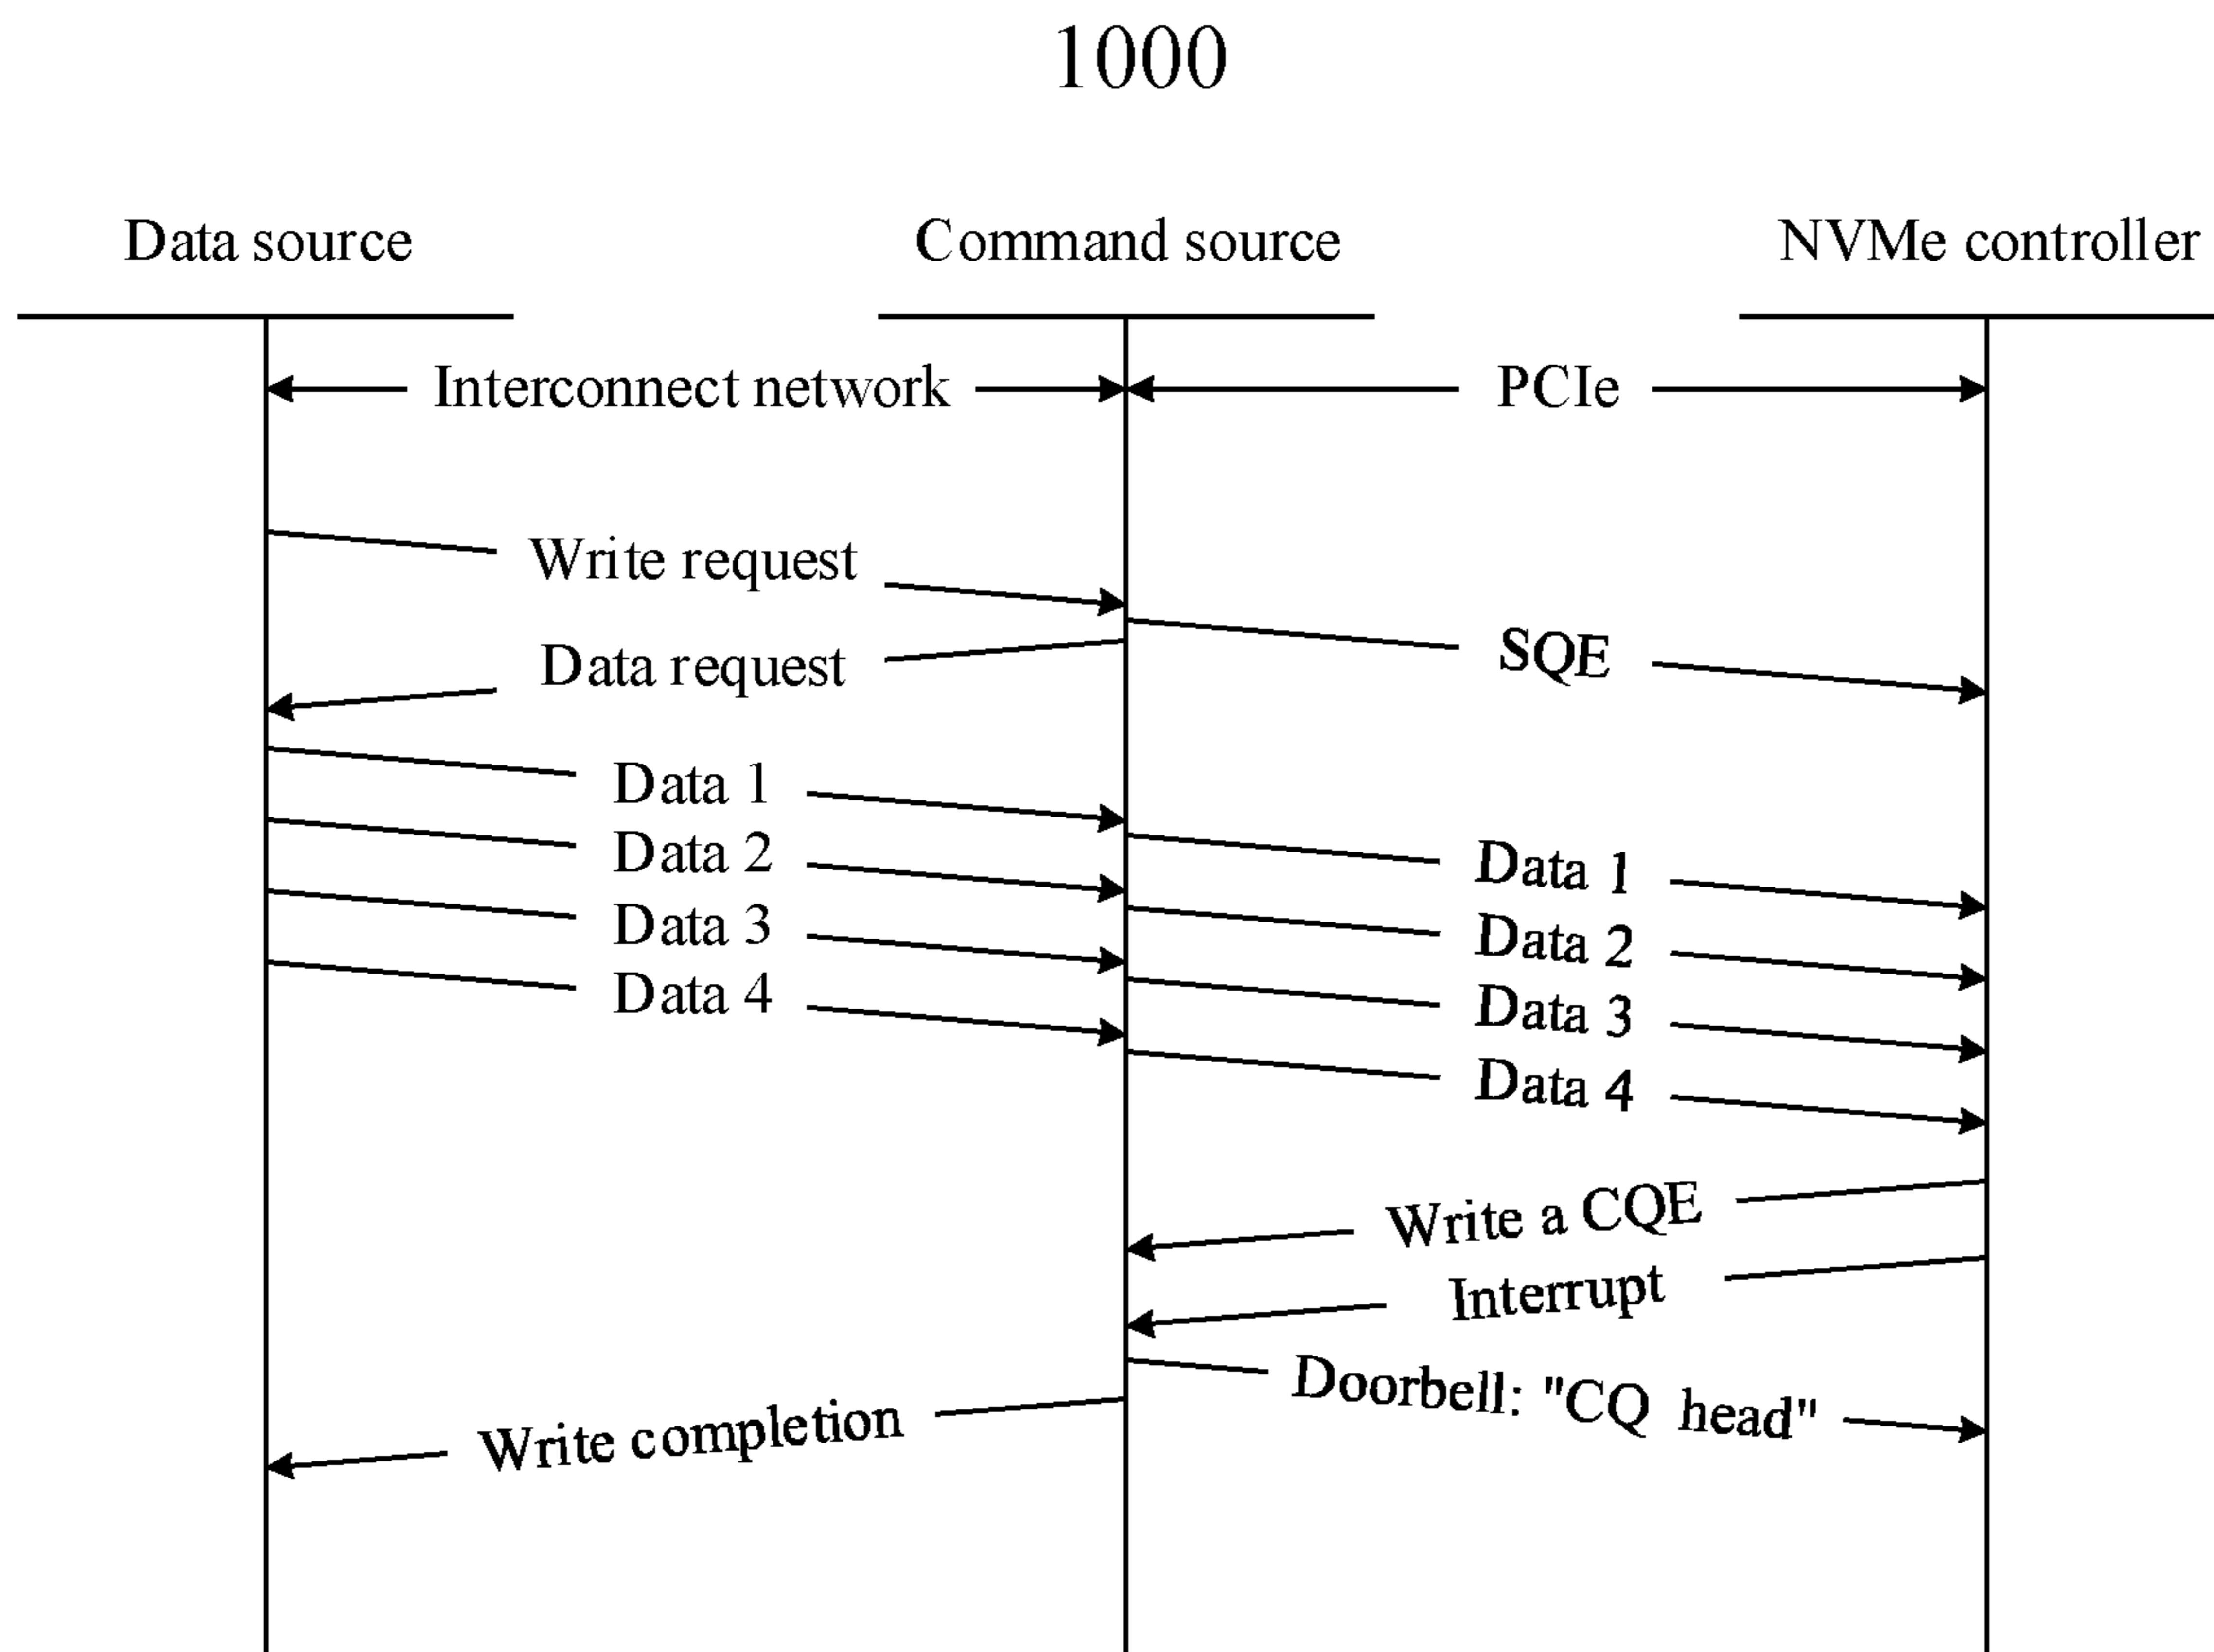 1000
Data source
Command source
NVMe controller
Interconnect network
PCIe
Write request
SQE
Data request
Data 1
Data 2
Data 3
Data 4
Data 1
Data 2
Data 3
Data 4
Write a CQE
Interrupt
Doorbell: "CQ head"
Write completion